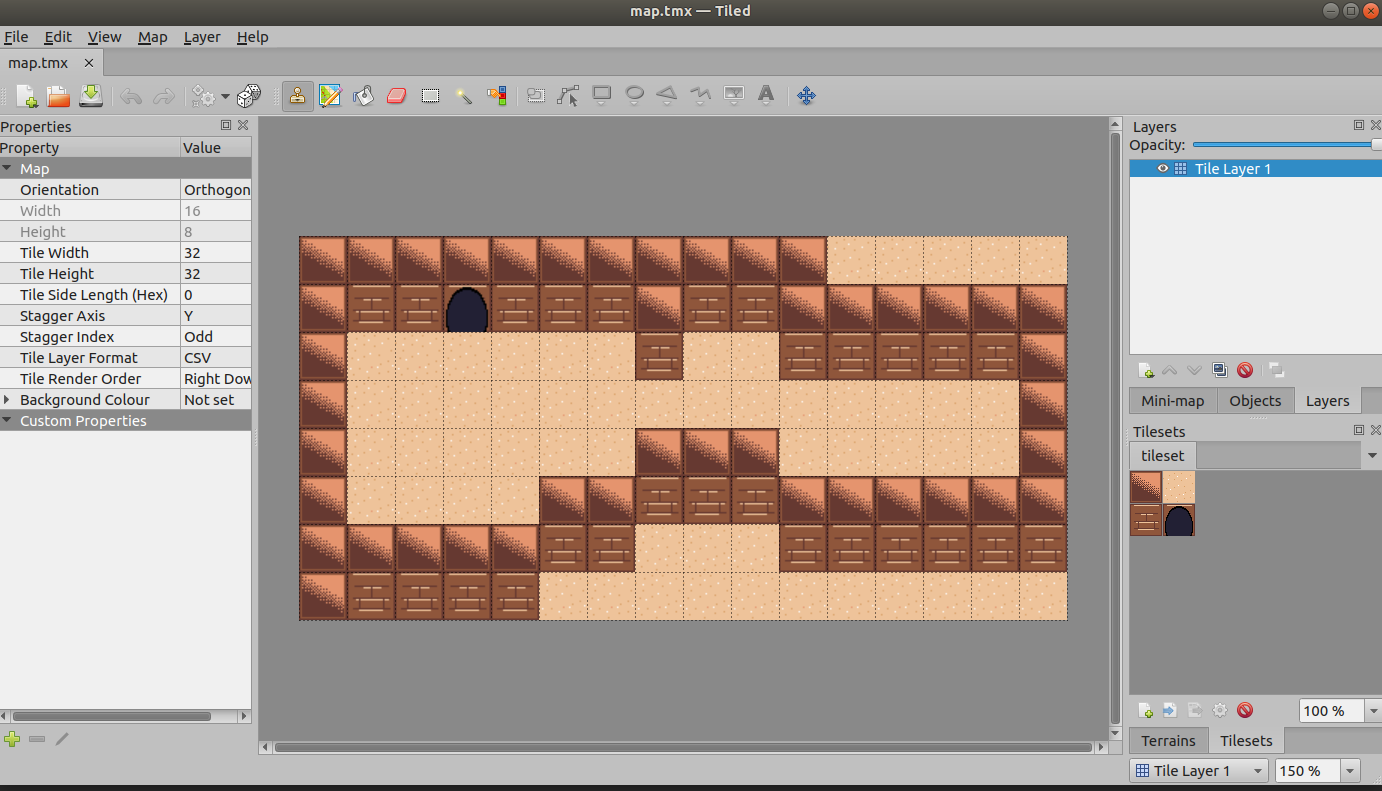 map.tmx — Tiled
File Edit View Map Layer Help
map.tmx
Properties
Property Value
Map
Orientation Orthogon
Width 16
Height 8
Tile Width 32
Tile Height 32
Tile Side Length (Hex) 0
Stagger Axis Y
Stagger Index Odd
Tile Layer Format CSV
Tile Render Order Right Dow
Background Colour Not set
Custom Properties
Layers
Opacity:
Tile Layer 1
Mini-map Objects Layers
Tilesets
tileset
100 %
Terrains Tilesets
Tile Layer 1 150 %